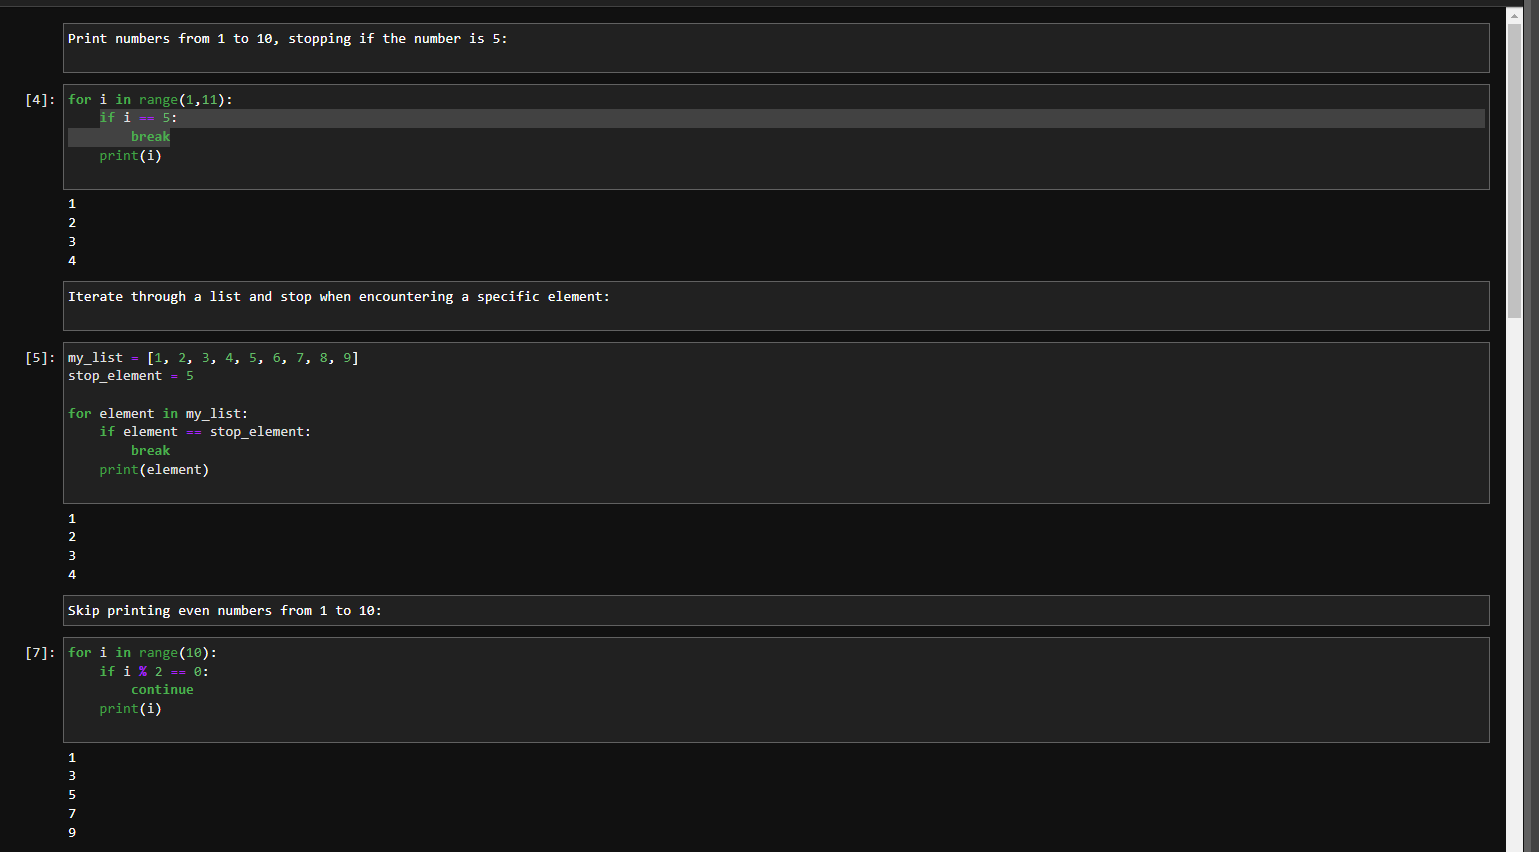 Print numbers from 1 to 10, stopping if the number is 5:
[4]: for i in range(1,11):
    if i == 5:
        break
    print(i)
1
2
3
4
Iterate through a list and stop when encountering a specific element:
[5]: my_list = [1, 2, 3, 4, 5, 6, 7, 8, 9]
stop_element = 5
for element in my_list:
    if element == stop_element:
        break
    print(element)
1
2
3
4
Skip printing even numbers from 1 to 10:
[7]: for i in range(10):
    if i % 2 == 0:
        continue
    print(i)
1
3
5
7
9